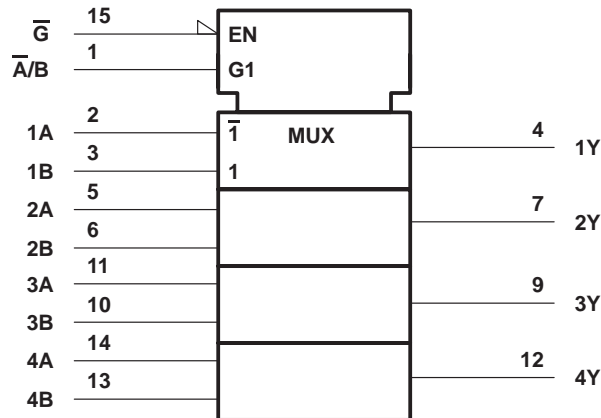 G̅ 15 EN
A̅/B 1 G1
1A 2 1̅ MUX 4 1Y
1B 3 1
2A 5 7 2Y
2B 6
3A 11 9 3Y
3B 10
4A 14 12 4Y
4B 13